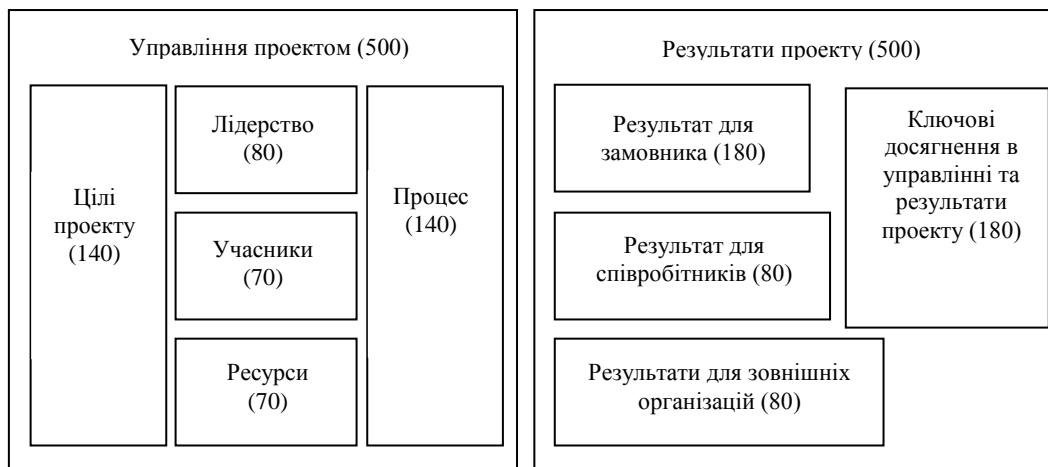 Управління проектом (500)
Цілі
проекту
(140)
Лідерство
(80)
Учасники
(70)
Ресурси
(70)
Процес
(140)
Результати проекту (500)
Результат для
замовника (180)
Результат для
співробітників (80)
Результати для зовнішніх
організацій (80)
Ключові
досягнення в
управлінні та
результати
проекту (180)